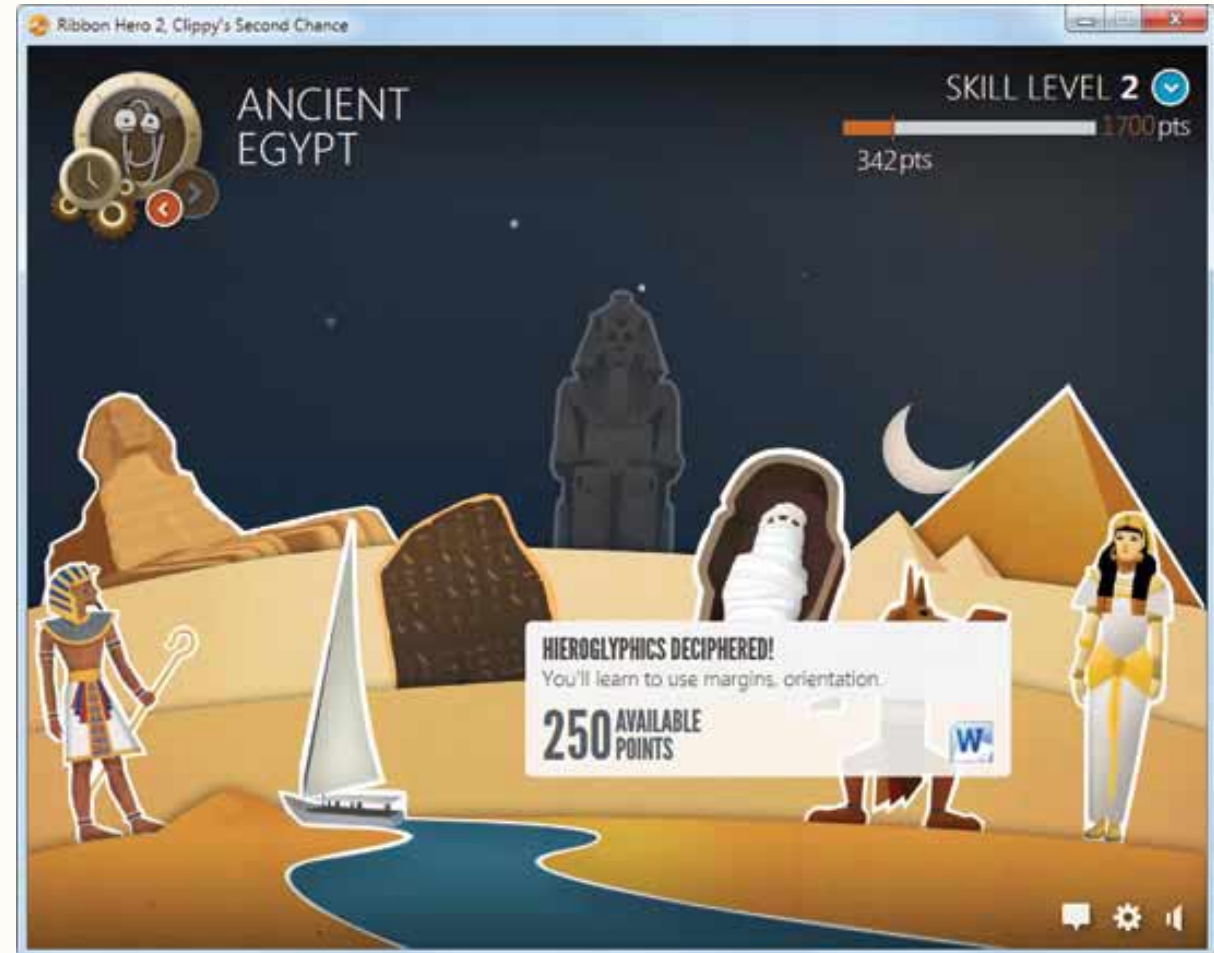 Ribbon Hero 2, Clippy's Second Chance
ANCIENT
EGYPT
SKILL LEVEL 2
1700 pts
342 pts
HIEROGLYPHICS DECIPHERED!
You'll learn to use margins, orientation.
250 AVAILABLE
POINTS
W